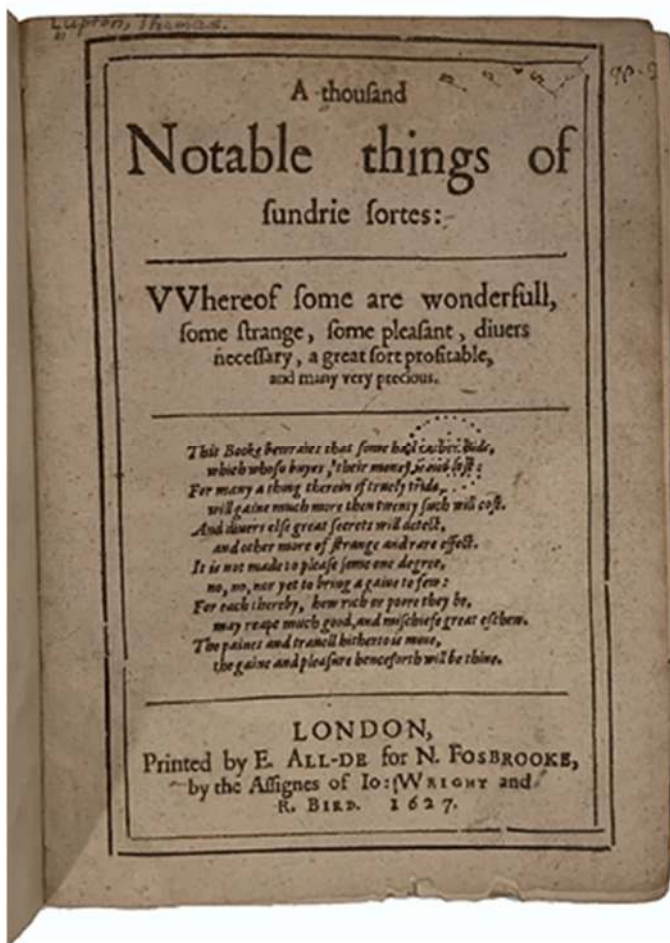 Lupton, Thomas.
A thouſand
Notable things of
ſundrie ſortes:
VVhereof ſome are wonderfull,
ſome ſtrange, ſome pleaſant, diuers
neceſſary, a great ſort profitable,
and many very precious.
This Booke bewraies that ſome had rather hide,
which whoſo buyes, their money is not loſt:
For many a thing therein if truely tride,
will gaine much more then twenty ſuch will coſt.
And diuers elſe great ſecrets will detect,
and other more of ſtrange and rare effect.
It is not made to pleaſe ſome one degree,
no, no, nor yet to bring a gaine to few:
For each thereby, how rich or poore they be,
may reape much good, and miſchiefe great eſchew.
The paines and trauell hitherto is mine,
the gaine and pleaſure henceforth will be thine.
LONDON,
Printed by E. ALL-DE for N. FOSBROOKE,
by the Aſſignes of Io: WRIGHT and
R. BIRD. 1627.